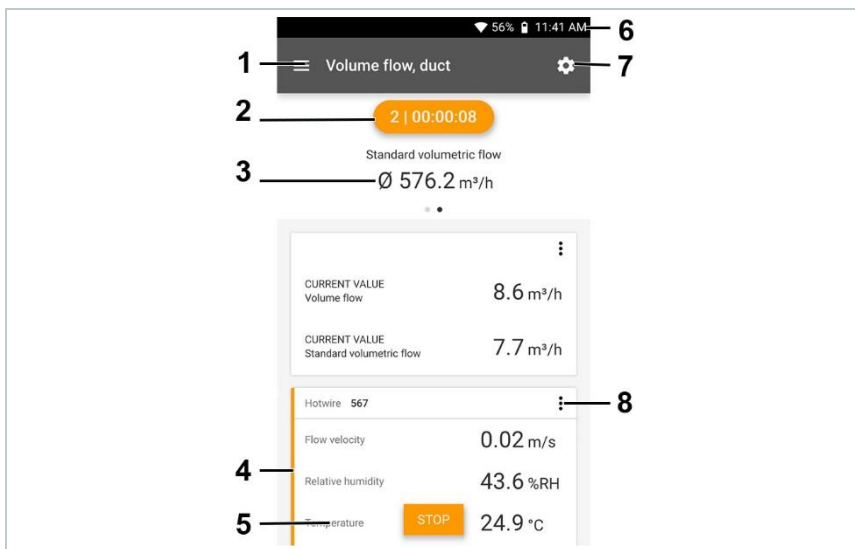 56% 11:41 AM 6
1 Volume flow, duct 7
2 2 | 00:00:08
Standard volumetric flow
3 Ø 576.2 m³/h
CURRENT VALUE
Volume flow 8.6 m³/h
CURRENT VALUE
Standard volumetric flow 7.7 m³/h
Hotwire 567 8
Flow velocity 0.02 m/s
4 Relative humidity 43.6 %RH
5 Temperature STOP 24.9 °C